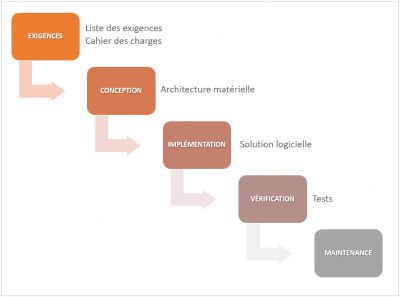 EXIGENCES
Liste des exigences
Cahier des charges
CONCEPTION
Architecture matérielle
IMPLÉMENTATION
Solution logicielle
VÉRIFICATION
Tests
MAINTENANCE